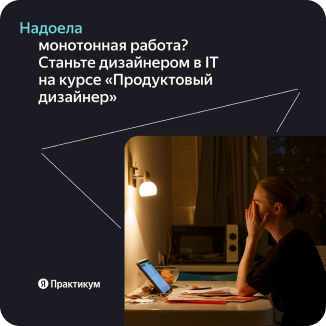 Надоела
монотонная работа?
Станьте дизайнером в IT
на курсе «Продуктовый
дизайнер»
Я Практикум